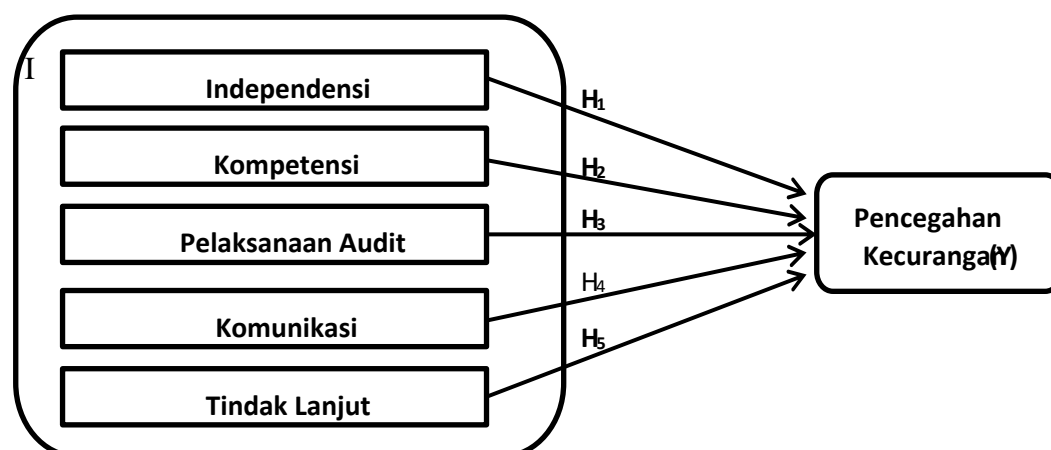 I
Independensi
H₁
Kompetensi
H₂
Pelaksanaan Audit
H₃
Komunikasi
H₄
Tindak Lanjut
H₅
Pencegahan
Kecurangan (Y)